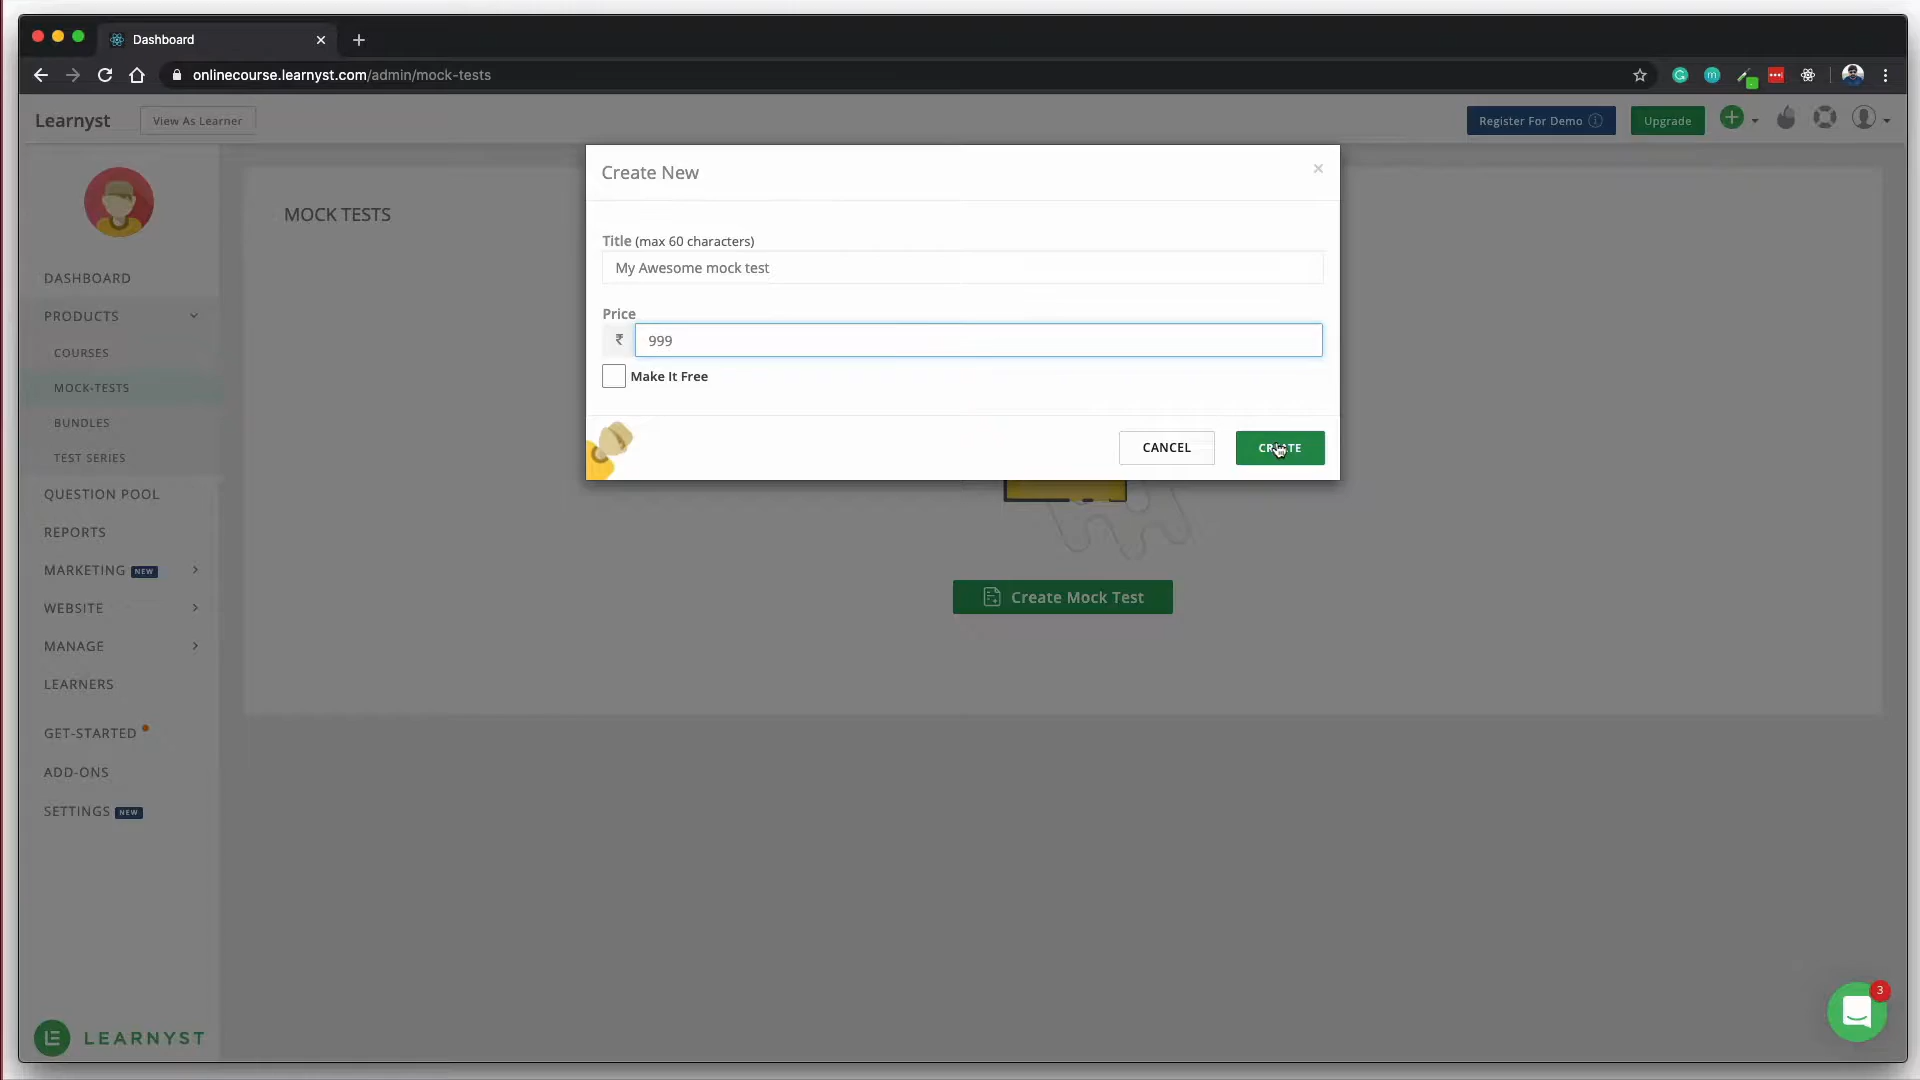 Dashboard
onlinecourse.learnyst.com/admin/mock-tests
Learnyst
View As Learner
Register For Demo
Upgrade
Create New
MOCK TESTS
Title (max 60 characters)
My Awesome mock test
Price
₹ 999
Make It Free
CANCEL
CREATE
Create Mock Test
DASHBOARD
PRODUCTS
COURSES
MOCK-TESTS
BUNDLES
TEST SERIES
QUESTION POOL
REPORTS
MARKETING NEW
WEBSITE
MANAGE
LEARNERS
GET-STARTED
ADD-ONS
SETTINGS NEW
LEARNYST
3